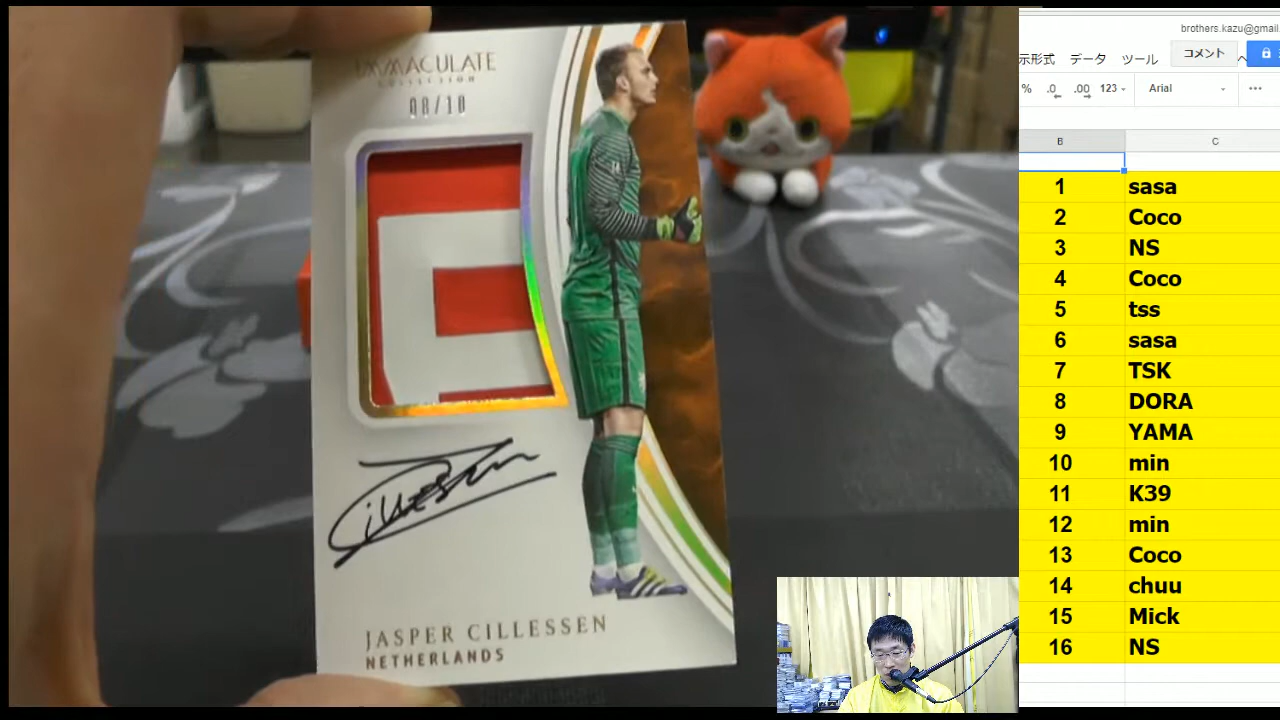 IMMACULATE
COLLECTION
08/10
Cillessen
JASPER CILLESSEN
NETHERLANDS
brothers.kazu@gmail
示形式 データ ツール ヘ コメント
% .0 .00 123 Arial
B C
1 sasa
2 Coco
3 NS
4 Coco
5 tss
6 sasa
7 TSK
8 DORA
9 YAMA
10 min
11 K39
12 min
13 Coco
14 chuu
15 Mick
16 NS